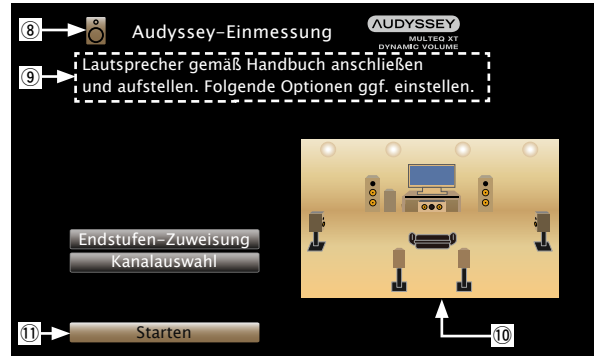 ⑧ Audyssey-Einmessung
AUDYSSEY
MULTEQ XT
DYNAMIC VOLUME
⑨ Lautsprecher gemäß Handbuch anschließen
und aufstellen. Folgende Optionen ggf. einstellen.
Endstufen-Zuweisung
Kanalauswahl
⑪ Starten
⑩